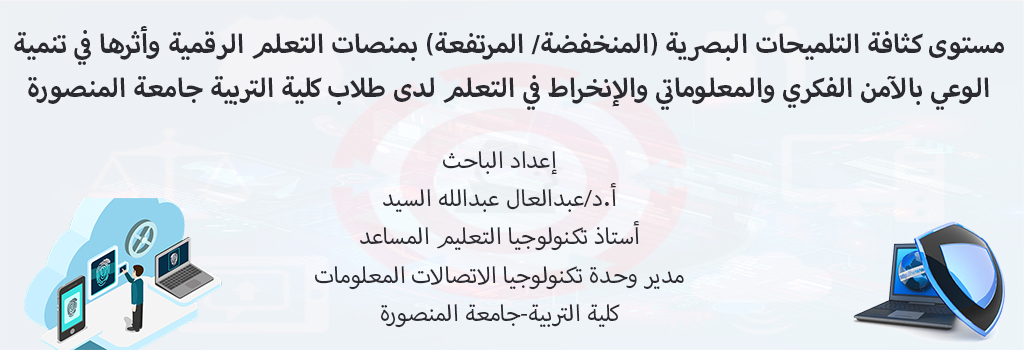 مستوى كثافة التلميحات البصرية (المنخفضة/ المرتفعة) بمنصات التعلم الرقمية وأثرها في تنمية
الوعي بالآمن الفكري والمعلوماتي والإنخراط في التعلم لدى طلاب كلية التربية جامعة المنصورة
إعداد الباحث
أ.د/عبدالعال عبدالله السيد
أستاذ تكنولوجيا التعليم المساعد
مدير وحدة تكنولوجيا الاتصالات المعلومات
كلية التربية-جامعة المنصورة